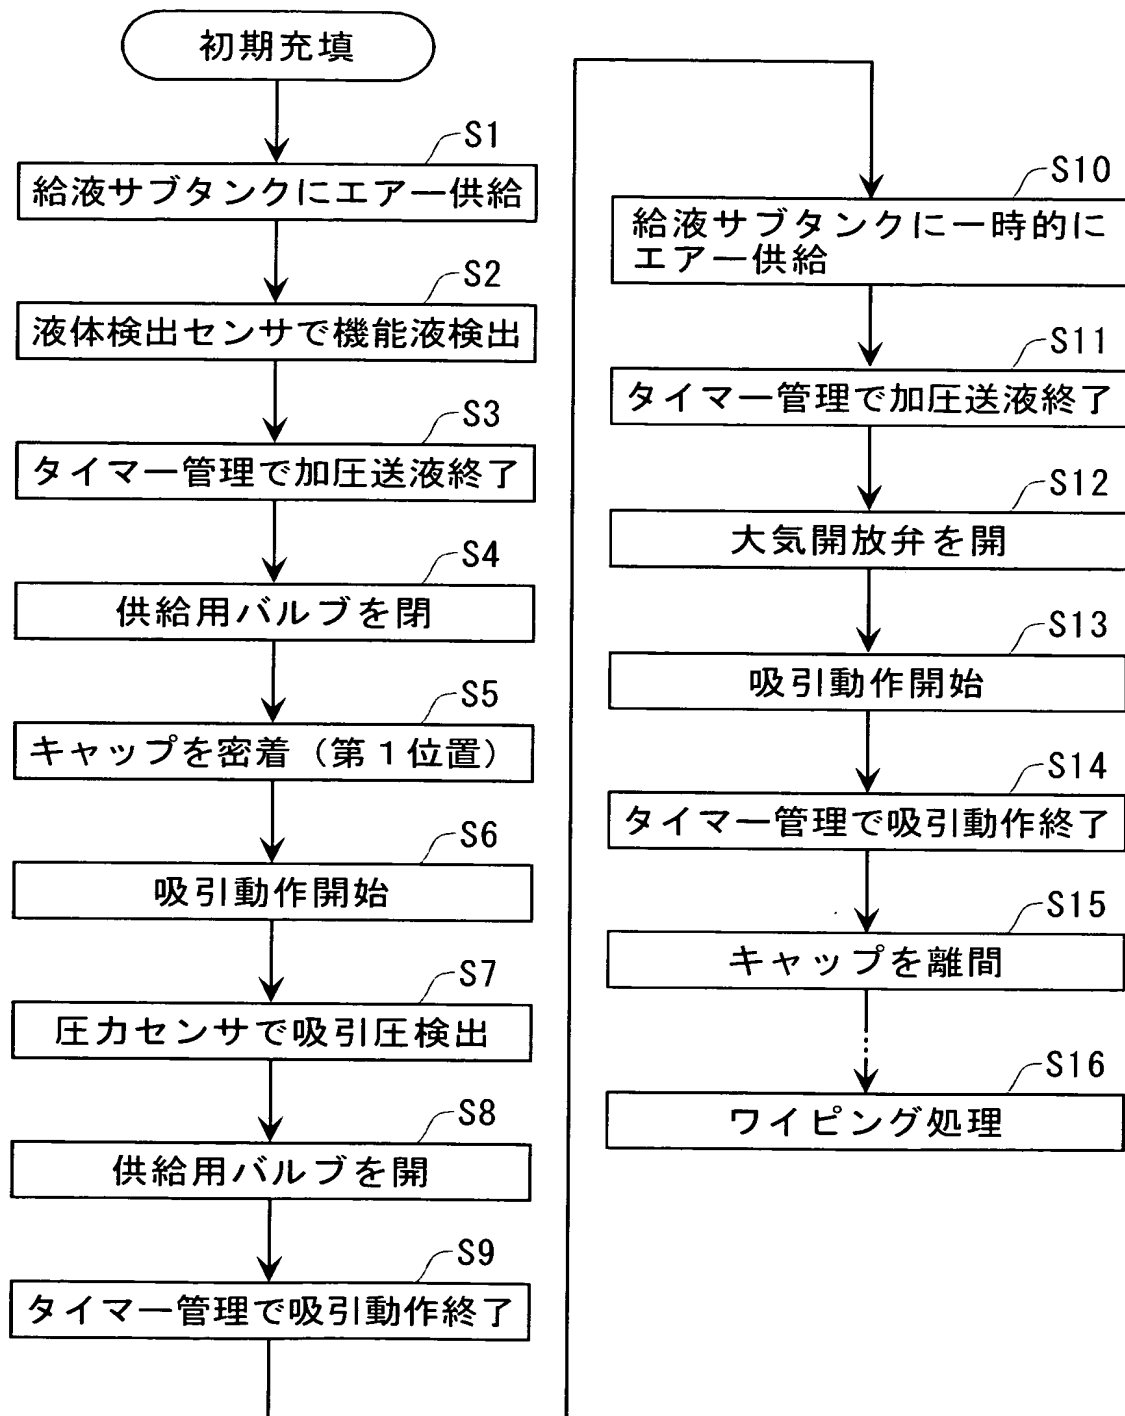 初期充填
S1
給液サブタンクにエアー供給
S2
液体検出センサで機能液検出
S3
タイマー管理で加圧送液終了
S4
供給用バルブを閉
S5
キャップを密着（第１位置）
S6
吸引動作開始
S7
圧力センサで吸引圧検出
S8
供給用バルブを開
S9
タイマー管理で吸引動作終了
S10
給液サブタンクに一時的に
エアー供給
S11
タイマー管理で加圧送液終了
S12
大気開放弁を開
S13
吸引動作開始
S14
タイマー管理で吸引動作終了
S15
キャップを離間
S16
ワイピング処理